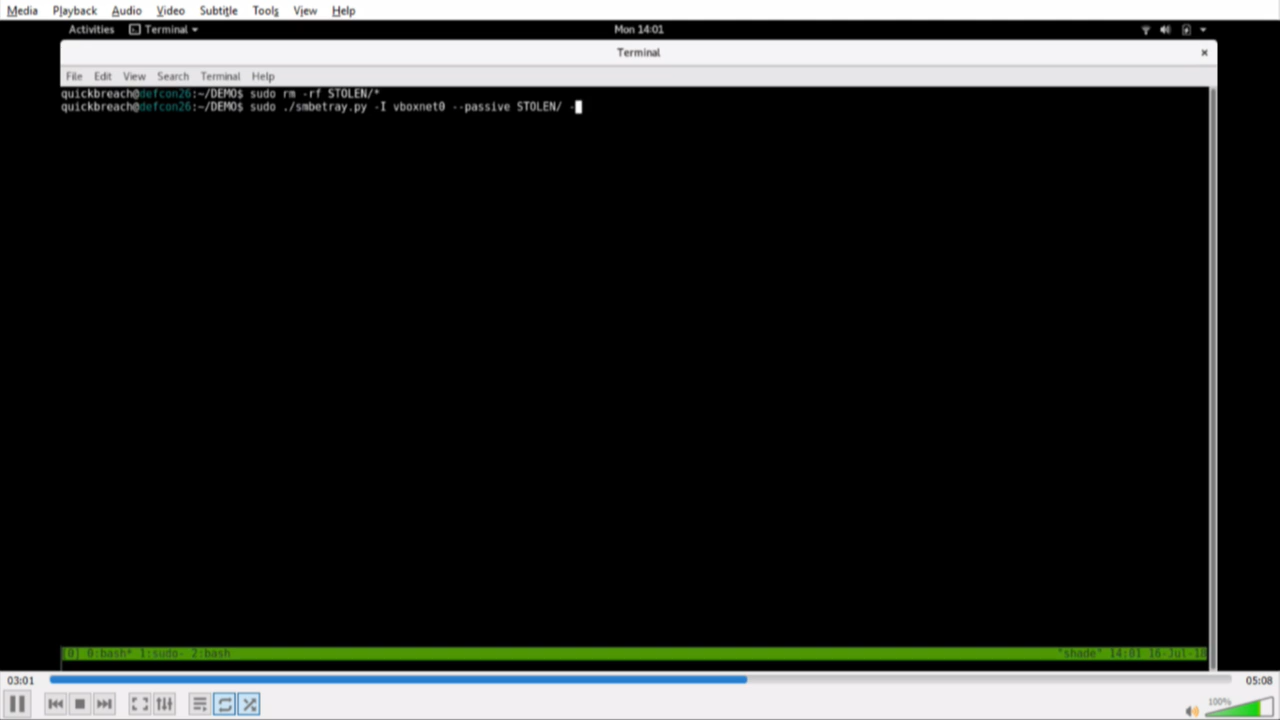 Media Playback Audio Video Subtitle Tools View Help
Activities Terminal Mon 14:01
Terminal ×
File Edit View Search Terminal Help
quickbreach@defcon26:~/DEMO$ sudo rm -rf STOLEN/*
quickbreach@defcon26:~/DEMO$ sudo ./smbetray.py -I vboxnet0 --passive STOLEN/ -
[0] 0:bash* 1:sudo- 2:bash "shade" 14:01 16-Jul-18
03:01 05:08
100%